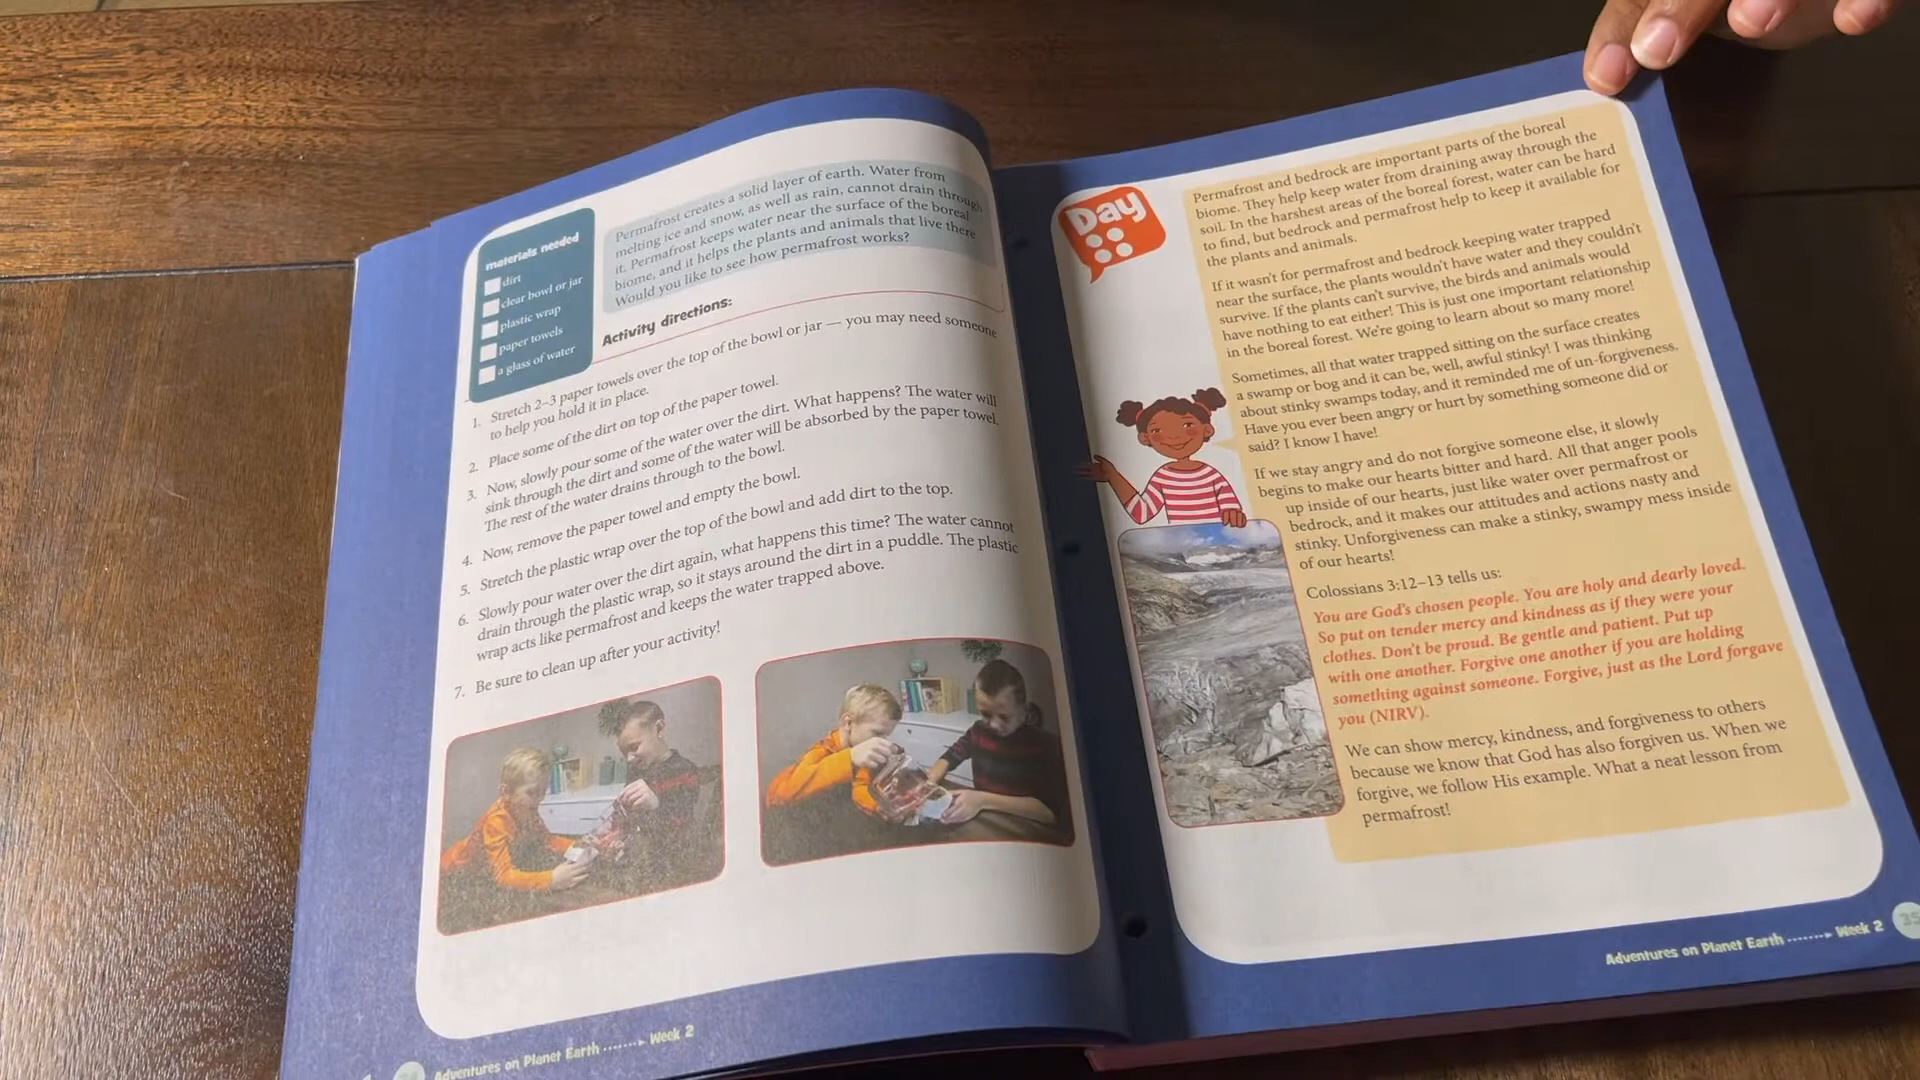 materials needed
dirt
clear bowl or jar
plastic wrap
paper towels
a glass of water
Permafrost creates a solid layer of earth. Water from
melting ice and snow, as well as rain, cannot drain through
it. Permafrost keeps water near the surface of the boreal
biome, and it helps the plants and animals that live there
Would you like to see how permafrost works?
Activity directions:
1. Stretch 2–3 paper towels over the top of the bowl or jar — you may need someone
to help you hold it in place.
2. Place some of the dirt on top of the paper towel.
3. Now, slowly pour some of the water over the dirt. What happens? The water will
sink through the dirt and some of the water will be absorbed by the paper towel.
The rest of the water drains through to the bowl.
4. Now, remove the paper towel and empty the bowl.
5. Stretch the plastic wrap over the top of the bowl and add dirt to the top.
6. Slowly pour water over the dirt again, what happens this time? The water cannot
drain through the plastic wrap, so it stays around the dirt in a puddle. The plastic
wrap acts like permafrost and keeps the water trapped above.
7. Be sure to clean up after your activity!
Adventures on Planet Earth ....... Week 2
Day
Permafrost and bedrock are important parts of the boreal
biome. They help keep water from draining away through the
soil. In the harshest areas of the boreal forest, water can be hard
to find, but bedrock and permafrost help to keep it available for
the plants and animals.
If it wasn't for permafrost and bedrock keeping water trapped
near the surface, the plants wouldn't have water and they couldn't
survive. If the plants can't survive, the birds and animals would
have nothing to eat either! This is just one important relationship
in the boreal forest. We're going to learn about so many more!
Sometimes, all that water trapped sitting on the surface creates
a swamp or bog and it can be, well, awful stinky! I was thinking
about stinky swamps today, and it reminded me of un-forgiveness.
Have you ever been angry or hurt by something someone did or
said? I know I have!
If we stay angry and do not forgive someone else, it slowly
begins to make our hearts bitter and hard. All that anger pools
up inside of our hearts, just like water over permafrost or
bedrock, and it makes our attitudes and actions nasty and
stinky. Unforgiveness can make a stinky, swampy mess inside
of our hearts!
Colossians 3:12–13 tells us:
You are God's chosen people. You are holy and dearly loved.
So put on tender mercy and kindness as if they were your
clothes. Don't be proud. Be gentle and patient. Put up
with one another. Forgive one another if you are holding
something against someone. Forgive, just as the Lord forgave
you (NIRV).
We can show mercy, kindness, and forgiveness to others
because we know that God has also forgiven us. When we
forgive, we follow His example. What a neat lesson from
permafrost!
Adventures on Planet Earth ....... Week 2
35